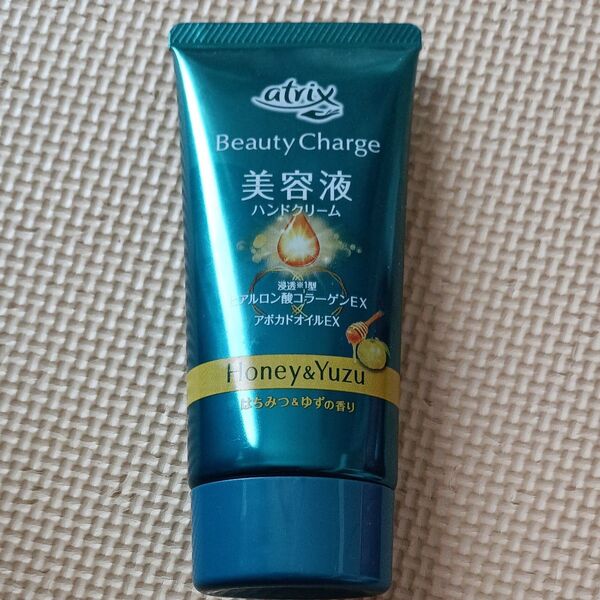 atrix
Beauty Charge
美容液
ハンドクリーム
浸透※1型
ヒアルロン酸コラーゲンEX
アボカドオイルEX
Honey&Yuzu
はちみつ&ゆずの香り